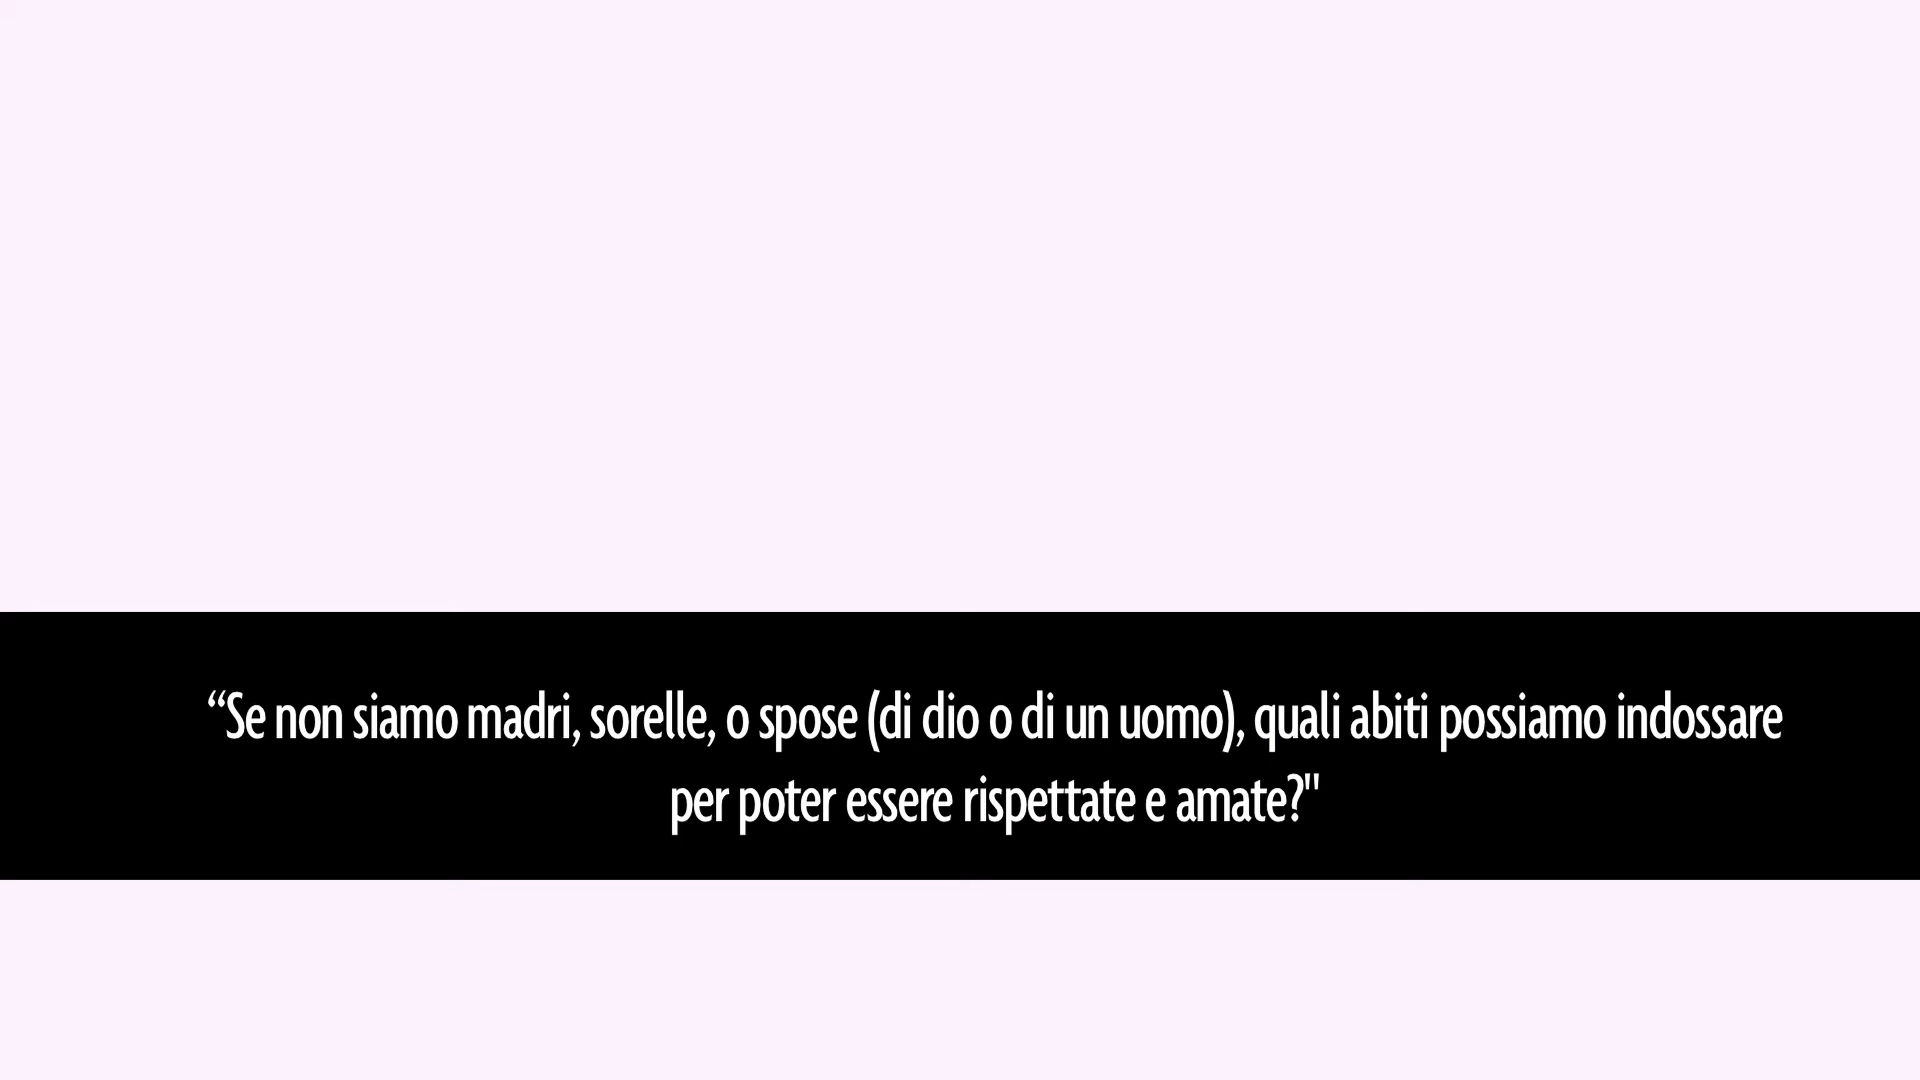 “Se non siamo madri, sorelle, o spose (di dio o di un uomo), quali abiti possiamo indossare
per poter essere rispettate e amate?"